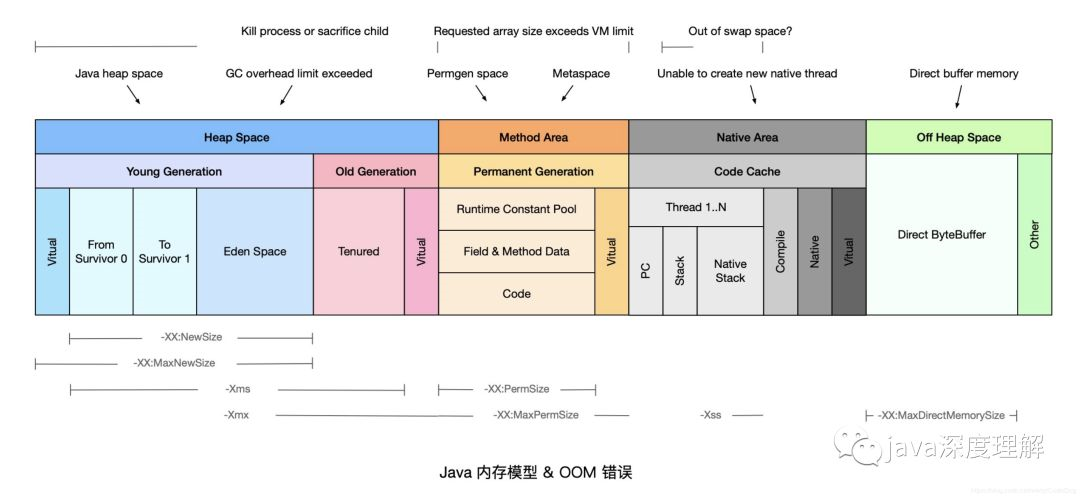 Kill process or sacrifice child
Requested array size exceeds VM limit
Out of swap space?
Java heap space
GC overhead limit exceeded
Permgen space
Metaspace
Unable to create new native thread
Direct buffer memory
Heap Space
Method Area
Native Area
Off Heap Space
Young Generation
Old Generation
Permanent Generation
Code Cache
Vitual
From
Survivor 0
To
Survivor 1
Eden Space
Tenured
Vitual
Runtime Constant Pool
Field & Method Data
Code
Vitual
Thread 1..N
PC
Stack
Native
Stack
Compile
Native
Vitual
Direct ByteBuffer
Other
-XX:NewSize
-XX:MaxNewSize
-Xms
-XX:PermSize
-Xmx
-XX:MaxPermSize
-Xss
-XX:MaxDirectMemorySize
java深度理解
Java 内存模型 & OOM 错误